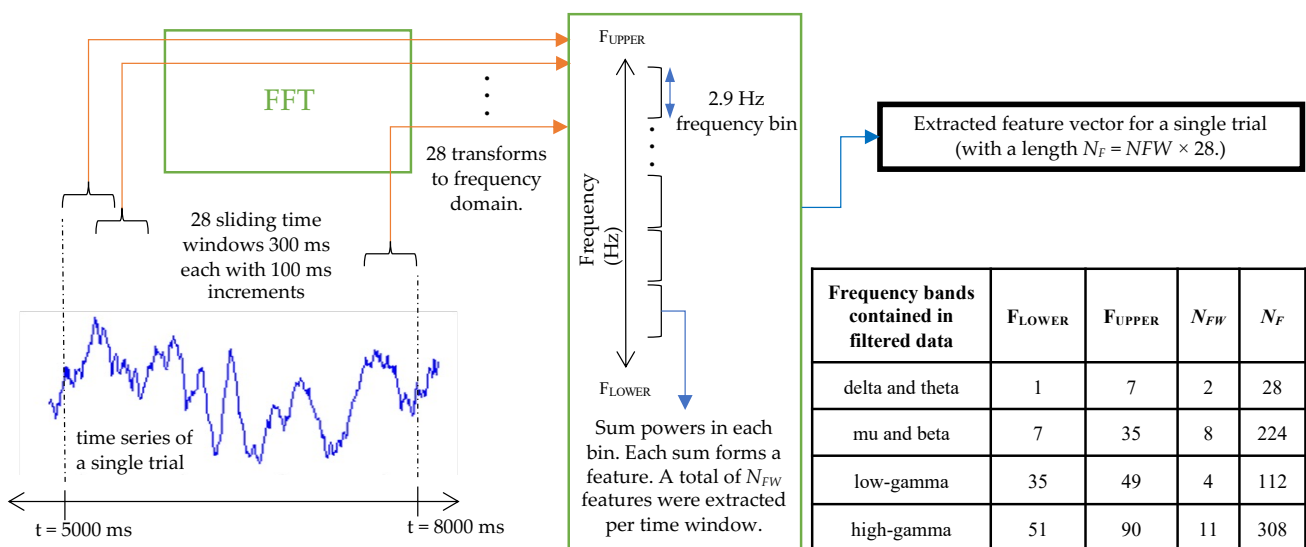 FFT
28 transforms
to frequency
domain.
28 sliding time
windows 300 ms
each with 100 ms
increments
time series of
a single trial
t = 5000 ms
t = 8000 ms
FUPPER
2.9 Hz
frequency bin
Frequency
(Hz)
FLOWER
Sum powers in each
bin. Each sum forms a
feature. A total of NFW
features were extracted
per time window.
Extracted feature vector for a single trial
(with a length NF = NFW × 28.)
Frequency bands
contained in
filtered data
FLOWER FUPPER NFW NF
delta and theta 1 7 2 28
mu and beta 7 35 8 224
low-gamma 35 49 4 112
high-gamma 51 90 11 308